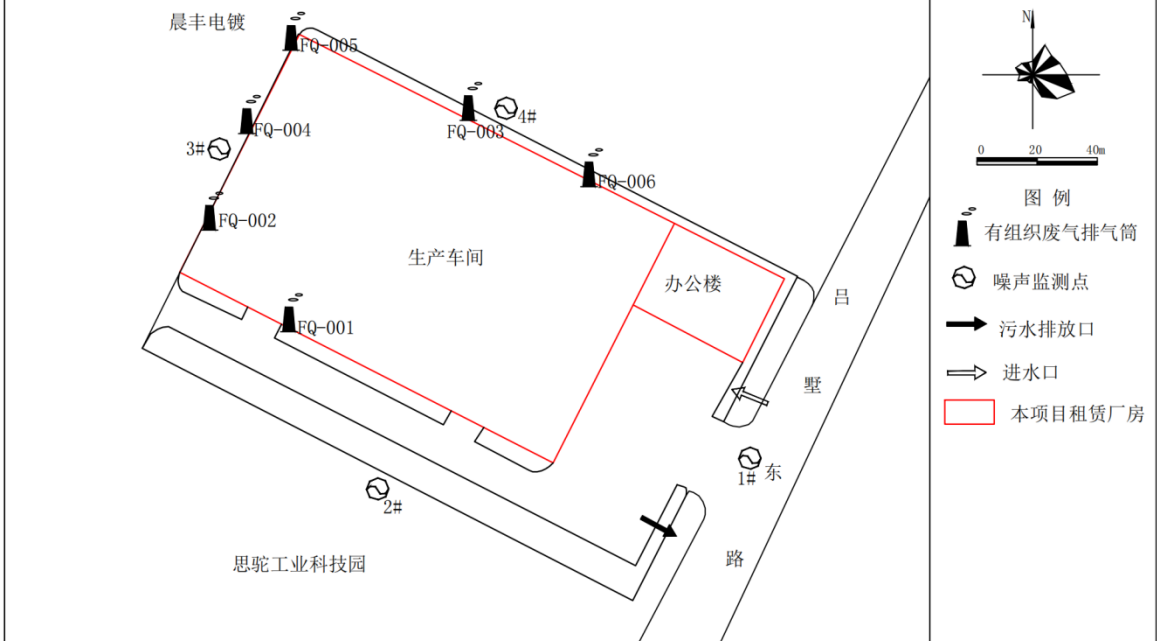 晨丰电镀
FQ-005
FQ-004
3#
FQ-002
FQ-003
4#
FQ-006
生产车间
办公楼
FQ-001
吕
墅
东
路
1#
2#
思驼工业科技园
N
0 20 40m
图 例
有组织废气排气筒
噪声监测点
污水排放口
进水口
本项目租赁厂房